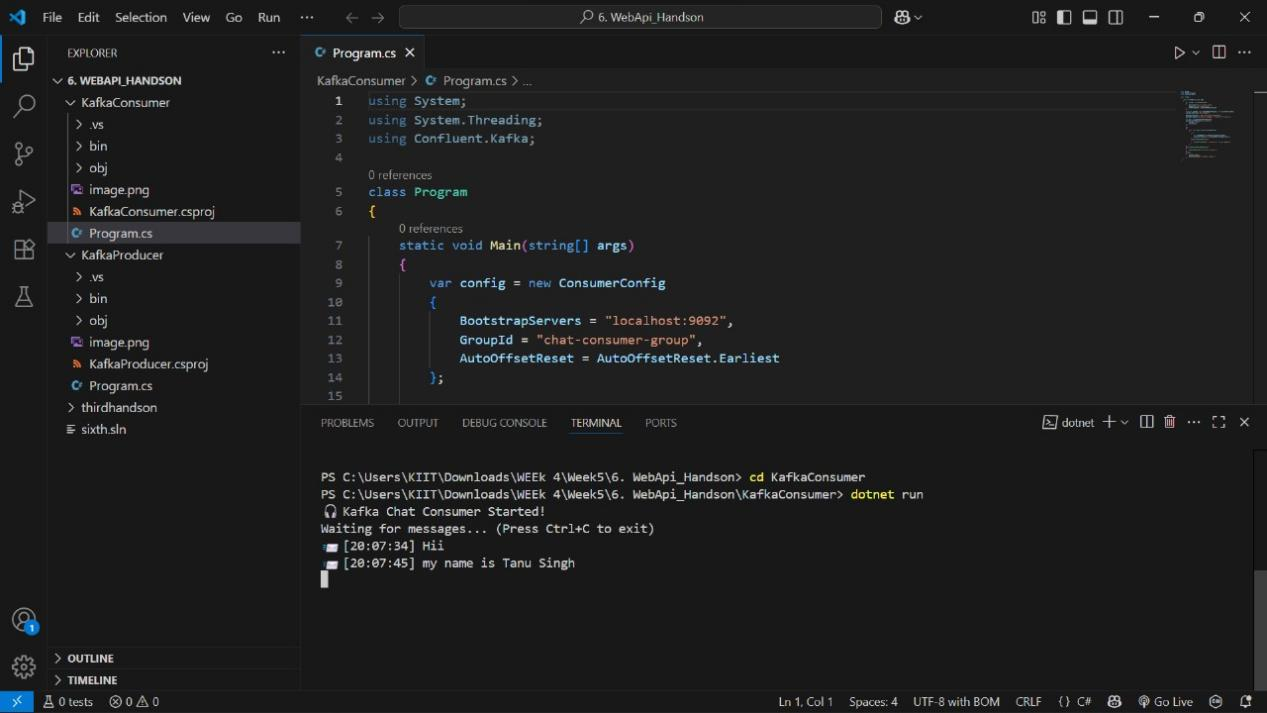 File Edit Selection View Go Run ··· 6. WebApi_Handson
EXPLORER ···
6. WEBAPI_HANDSON
KafkaConsumer
.vs
bin
obj
image.png
KafkaConsumer.csproj
Program.cs
KafkaProducer
.vs
bin
obj
image.png
KafkaProducer.csproj
Program.cs
thirdhandson
sixth.sln
OUTLINE
TIMELINE
1
Program.cs
KafkaConsumer > Program.cs > ...
1 using System;
2 using System.Threading;
3 using Confluent.Kafka;
4
0 references
5 class Program
6 {
0 references
7 static void Main(string[] args)
8 {
9 var config = new ConsumerConfig
10 {
11 BootstrapServers = "localhost:9092",
12 GroupId = "chat-consumer-group",
13 AutoOffsetReset = AutoOffsetReset.Earliest
14 };
15
PROBLEMS OUTPUT DEBUG CONSOLE TERMINAL PORTS dotnet
PS C:\Users\KIIT\Downloads\WEEk 4\Week5\6. WebApi_Handson> cd KafkaConsumer
PS C:\Users\KIIT\Downloads\WEEk 4\Week5\6. WebApi_Handson\KafkaConsumer> dotnet run
🎧 Kafka Chat Consumer Started!
Waiting for messages... (Press Ctrl+C to exit)
📨 [20:07:34] Hii
📨 [20:07:45] my name is Tanu Singh
0 tests 0 0 Ln 1, Col 1 Spaces: 4 UTF-8 with BOM CRLF {} C# Go Live